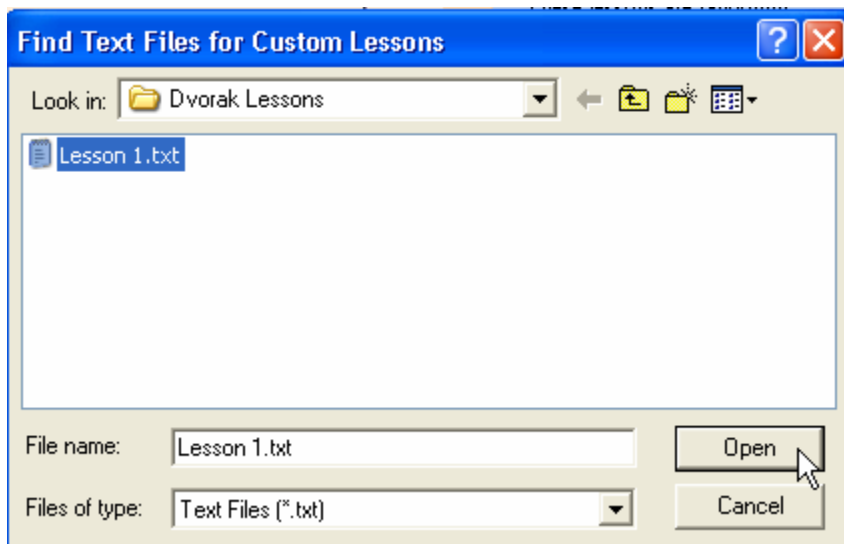 Find Text Files for Custom Lessons
Look in: Dvorak Lessons
Lesson 1.txt
File name: Lesson 1.txt Open
Files of type: Text Files (*.txt) Cancel